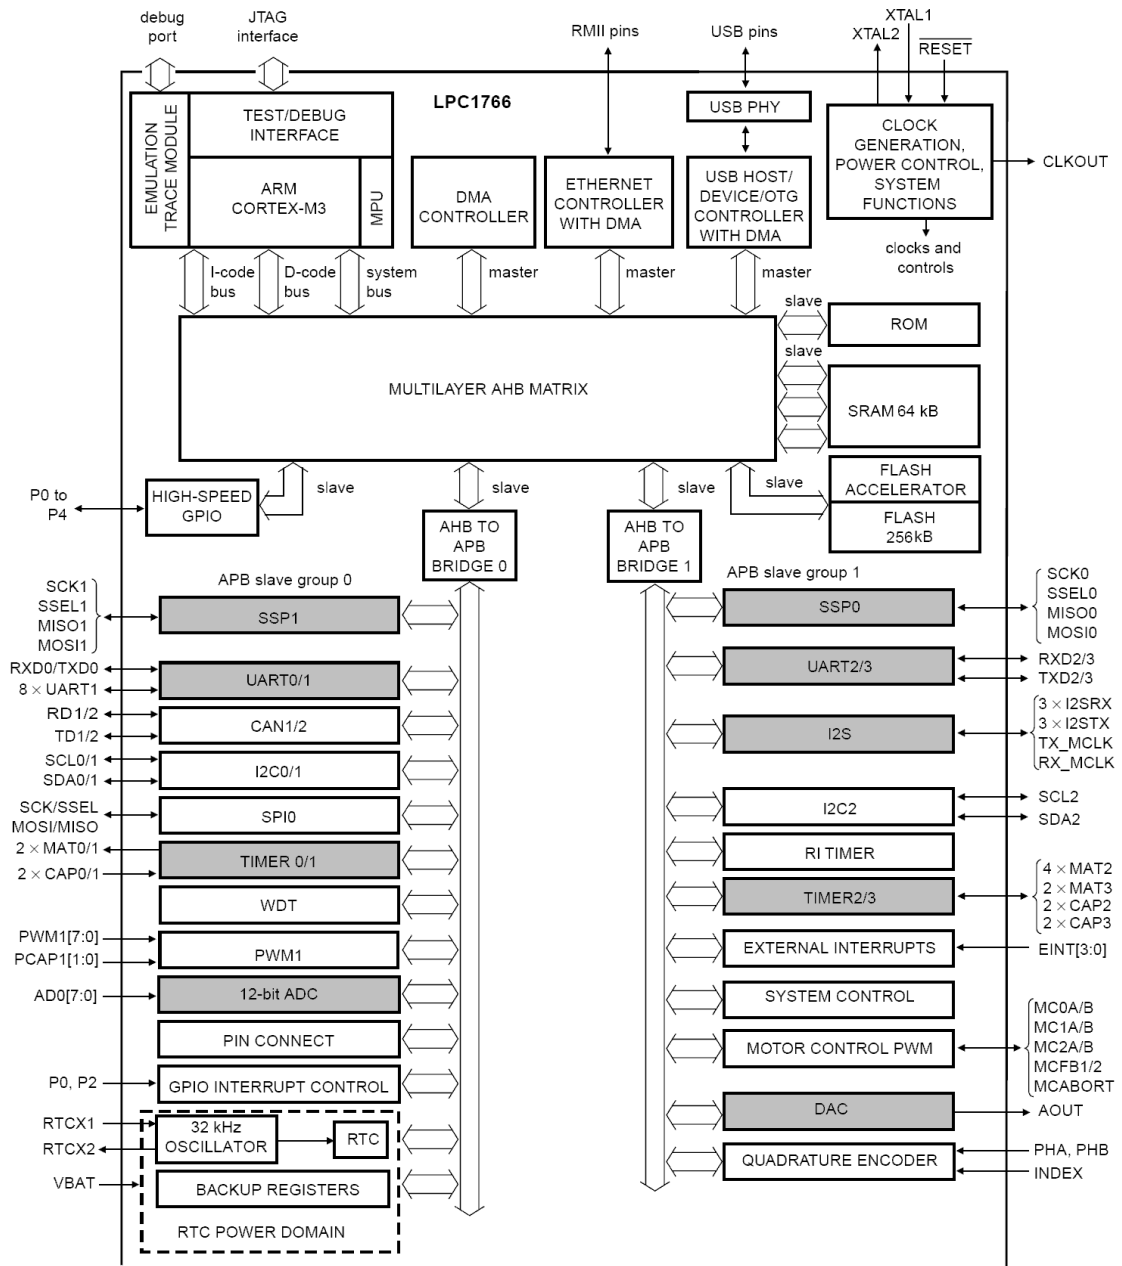 debug
port
JTAG
interface
RMII pins
USB pins
XTAL1
XTAL2
RESET
LPC1766
EMULATION
TRACE MODULE
TEST/DEBUG
INTERFACE
ARM
CORTEX-M3
MPU
DMA
CONTROLLER
ETHERNET
CONTROLLER
WITH DMA
USB PHY
USB HOST/
DEVICE/OTG
CONTROLLER
WITH DMA
CLOCK
GENERATION,
POWER CONTROL,
SYSTEM
FUNCTIONS
CLKOUT
clocks and
controls
I-code
bus
D-code
bus
system
bus
master
master
master
slave
ROM
slave
MULTILAYER AHB MATRIX
SRAM 64 kB
P0 to
P4
HIGH-SPEED
GPIO
slave
slave
slave
slave
FLASH
ACCELERATOR
FLASH
256kB
AHB TO
APB
BRIDGE 0
AHB TO
APB
BRIDGE 1
APB slave group 0
SCK1
SSEL1
MISO1
MOSI1
SSP1
RXD0/TXD0
8 × UART1
UART0/1
RD1/2
TD1/2
CAN1/2
SCL0/1
SDA0/1
I2C0/1
SCK/SSEL
MOSI/MISO
SPI0
2 × MAT0/1
2 × CAP0/1
TIMER 0/1
WDT
PWM1[7:0]
PCAP1[1:0]
PWM1
AD0[7:0]
12-bit ADC
PIN CONNECT
P0, P2
GPIO INTERRUPT CONTROL
RTCX1
RTCX2
32 kHz
OSCILLATOR
RTC
VBAT
BACKUP REGISTERS
RTC POWER DOMAIN
APB slave group 1
SSP0
SCK0
SSEL0
MISO0
MOSI0
UART2/3
RXD2/3
TXD2/3
I2S
3 × I2SRX
3 × I2STX
TX_MCLK
RX_MCLK
I2C2
SCL2
SDA2
RI TIMER
TIMER2/3
4 × MAT2
2 × MAT3
2 × CAP2
2 × CAP3
EXTERNAL INTERRUPTS
EINT[3:0]
SYSTEM CONTROL
MOTOR CONTROL PWM
MC0A/B
MC1A/B
MC2A/B
MCFB1/2
MCABORT
DAC
AOUT
QUADRATURE ENCODER
PHA, PHB
INDEX